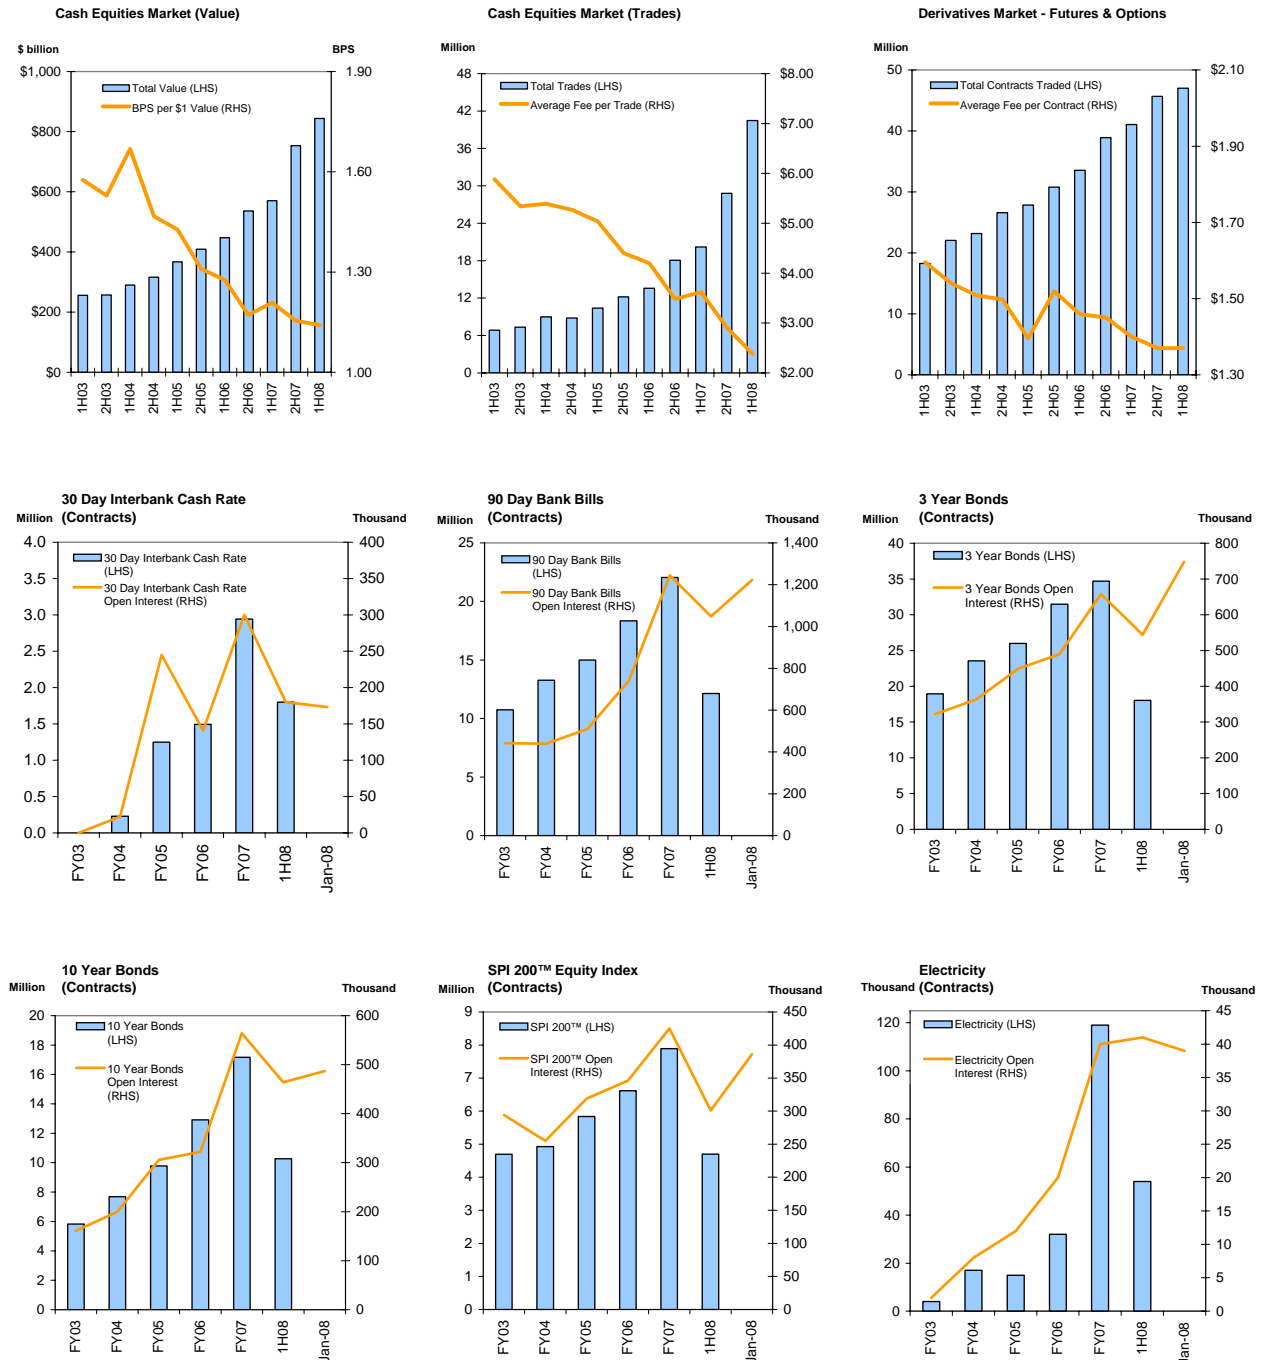 Cash Equities Market (Value)
$ billion
BPS
$1,000
$800
$600
$400
$200
$0
1.90
1.60
1.30
1.00
Total Value (LHS)
BPS per $1 Value (RHS)
1H03
2H03
1H04
2H04
1H05
2H05
1H06
2H06
1H07
2H07
1H08
Cash Equities Market (Trades)
Million
48
42
36
30
24
18
12
6
0
$8.00
$7.00
$6.00
$5.00
$4.00
$3.00
$2.00
Total Trades (LHS)
Average Fee per Trade (RHS)
1H03
2H03
1H04
2H04
1H05
2H05
1H06
2H06
1H07
2H07
1H08
Derivatives Market - Futures & Options
Million
50
40
30
20
10
0
$2.10
$1.90
$1.70
$1.50
$1.30
Total Contracts Traded (LHS)
Average Fee per Contract (RHS)
1H03
2H03
1H04
2H04
1H05
2H05
1H06
2H06
1H07
2H07
1H08
30 Day Interbank Cash Rate
(Contracts)
Million
Thousand
4.0
3.5
3.0
2.5
2.0
1.5
1.0
0.5
0.0
400
350
300
250
200
150
100
50
0
30 Day Interbank Cash Rate
(LHS)
30 Day Interbank Cash Rate
Open Interest (RHS)
FY03
FY04
FY05
FY06
FY07
1H08
Jan-08
90 Day Bank Bills
(Contracts)
Million
Thousand
25
20
15
10
5
0
1,400
1,200
1,000
800
600
400
200
0
90 Day Bank Bills
(LHS)
90 Day Bank Bills
Open Interest (RHS)
FY03
FY04
FY05
FY06
FY07
1H08
Jan-08
3 Year Bonds
(Contracts)
Million
Thousand
40
35
30
25
20
15
10
5
0
800
700
600
500
400
300
200
100
0
3 Year Bonds (LHS)
3 Year Bonds Open
Interest (RHS)
FY03
FY04
FY05
FY06
FY07
1H08
Jan-08
10 Year Bonds
(Contracts)
Million
Thousand
20
18
16
14
12
10
8
6
4
2
0
600
500
400
300
200
100
0
10 Year Bonds
(LHS)
10 Year Bonds
Open Interest
(RHS)
FY03
FY04
FY05
FY06
FY07
1H08
Jan-08
SPI 200™ Equity Index
(Contracts)
Million
Thousand
9
8
7
6
5
4
3
2
1
0
450
400
350
300
250
200
150
100
50
0
SPI 200™ (LHS)
SPI 200™ Open
Interest (RHS)
FY03
FY04
FY05
FY06
FY07
1H08
Jan-08
Electricity
(Contracts)
Thousand
Thousand
120
100
80
60
40
20
0
45
40
35
30
25
20
15
10
5
0
Electricity (LHS)
Electricity Open
Interest (RHS)
FY03
FY04
FY05
FY06
FY07
1H08
Jan-08